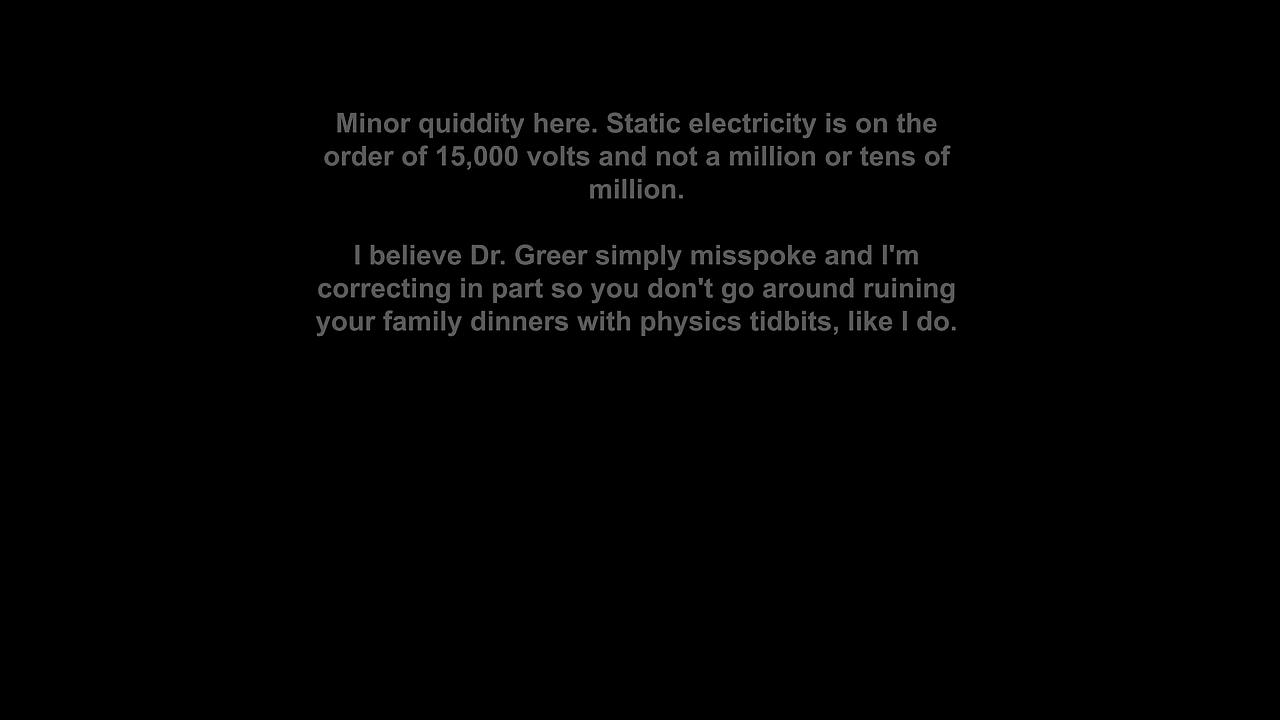 Minor quiddity here. Static electricity is on the
order of 15,000 volts and not a million or tens of
million.
I believe Dr. Greer simply misspoke and I'm
correcting in part so you don't go around ruining
your family dinners with physics tidbits, like I do.